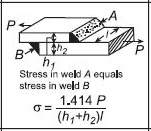 A
P
l
h₂
P
B
h₁
Stress in weld A equals
stress in weld B
σ = 1.414 P / (h₁+h₂)l